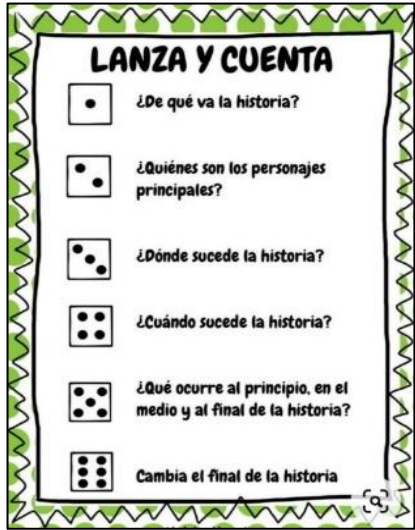 LANZA Y CUENTA
¿De qué va la historia?
¿Quiénes son los personajes
principales?
¿Dónde sucede la historia?
¿Cuándo sucede la historia?
¿Qué ocurre al principio, en el
medio y al final de la historia?
Cambia el final de la historia